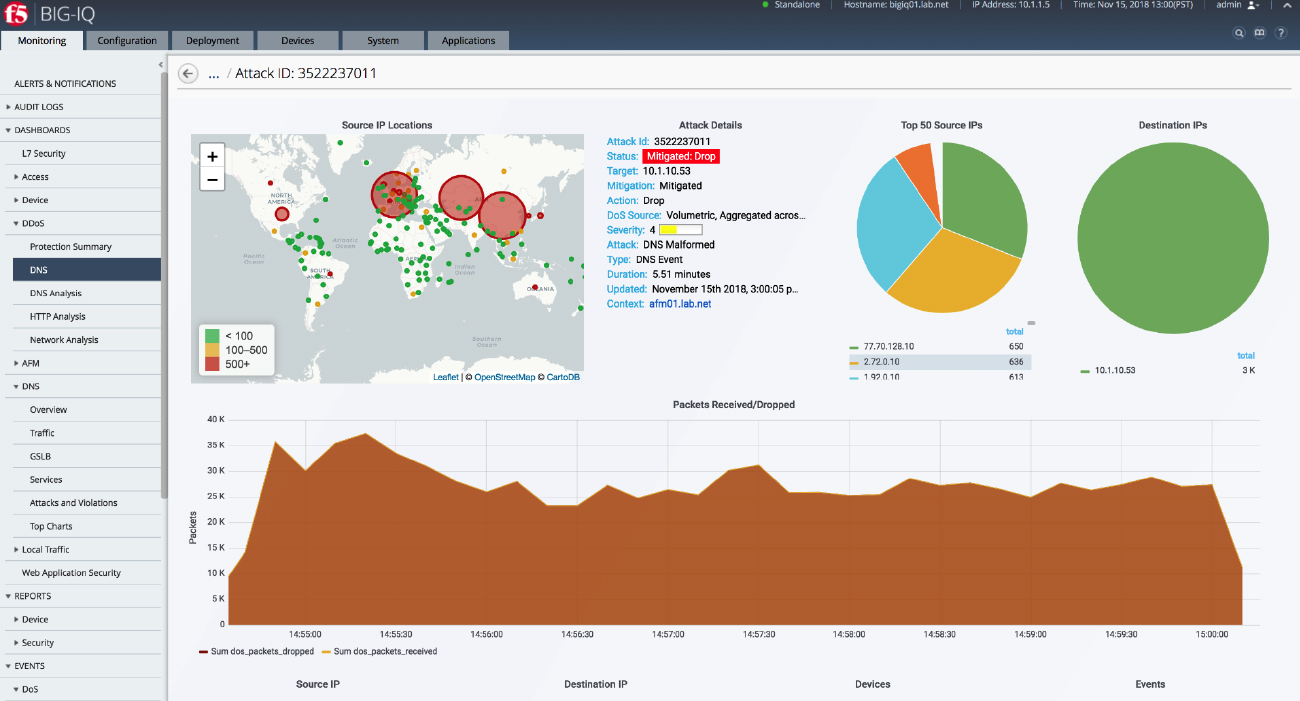 f5 BIG-IQ
Standalone
Hostname: bigiq01.lab.net
IP Address: 10.1.1.5
Time: Nov 15, 2018 13:00(PST)
admin
Monitoring
Configuration
Deployment
Devices
System
Applications
ALERTS & NOTIFICATIONS
AUDIT LOGS
DASHBOARDS
L7 Security
Access
Device
DDoS
Protection Summary
DNS
DNS Analysis
HTTP Analysis
Network Analysis
AFM
DNS
Overview
Traffic
GSLB
Services
Attacks and Violations
Top Charts
Local Traffic
Web Application Security
REPORTS
Device
Security
EVENTS
DoS
... / Attack ID: 3522237011
Source IP Locations
+
−
NORTH
AMERICA
Atlantic
Ocean
Pacific
Ocean
SOUTH
AMERICA
Indian
Ocean
Southern
Ocean
< 100
100–500
500+
Leaflet | © OpenStreetMap © CartoDB
Attack Details
Attack Id: 3522237011
Status: Mitigated: Drop
Target: 10.1.10.53
Mitigation: Mitigated
Action: Drop
DoS Source: Volumetric, Aggregated acros...
Severity: 4
Attack: DNS Malformed
Type: DNS Event
Duration: 5.51 minutes
Updated: November 15th 2018, 3:00:05 p...
Context: afm01.lab.net
Top 50 Source IPs
total
77.70.128.10 650
2.72.0.10 636
1.92.0.10 613
Destination IPs
total
10.1.10.53 3 K
Packets Received/Dropped
Packets
40 K
35 K
30 K
25 K
20 K
15 K
10 K
5 K
0
14:55:00 14:55:30 14:56:00 14:56:30 14:57:00 14:57:30 14:58:00 14:58:30 14:59:00 14:59:30 15:00:00
Sum dos_packets_dropped Sum dos_packets_received
Source IP
Destination IP
Devices
Events